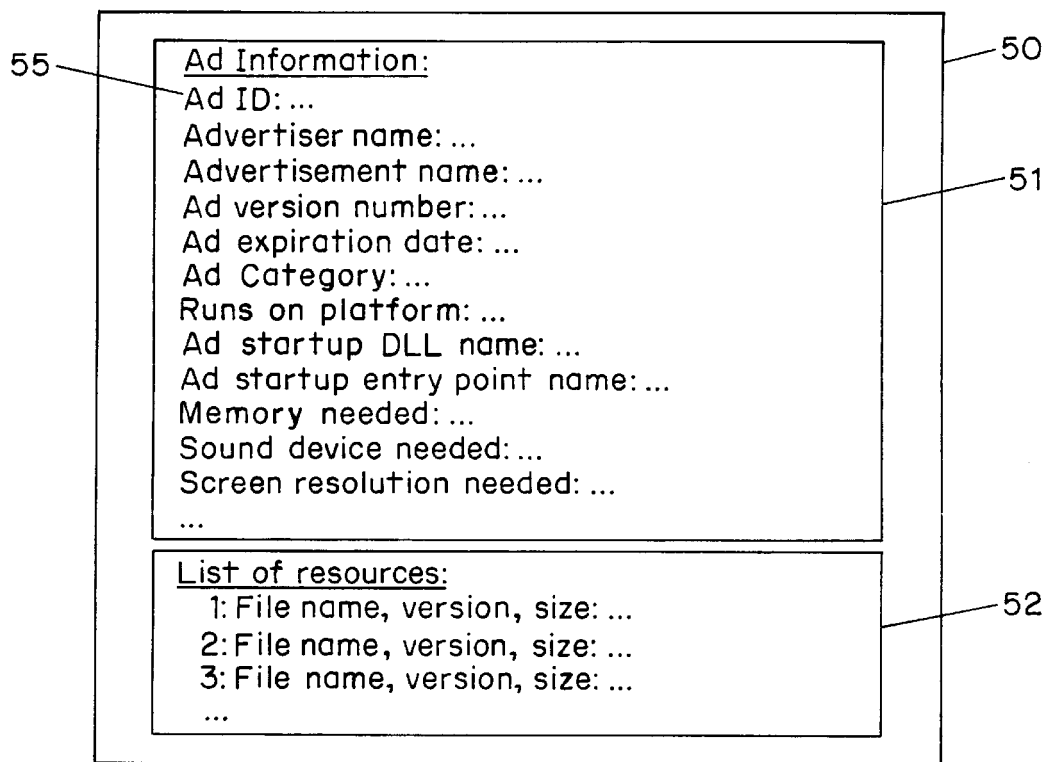 Ad Information:
55
50
Ad ID: ...
Advertiser name: ...
Advertisement name: ...
51
Ad version number: ...
Ad expiration date: ...
Ad Category: ...
Runs on platform: ...
Ad startup DLL name: ...
Ad startup entry point name: ...
Memory needed: ...
Sound device needed: ...
Screen resolution needed: ...
...
List of resources:
1: File name, version, size: ...
52
2: File name, version, size: ...
3: File name, version, size: ...
...